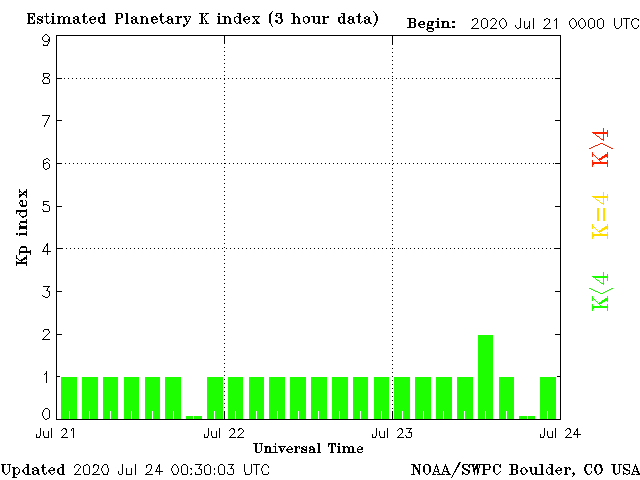 Estimated Planetary K index (3 hour data) Begin: 2020 Jul 21 0000 UTC
9
8
7
6
5
4
3
2
1
0
Kp index
K>4
K=4
K<4
Jul 21 Jul 22 Jul 23 Jul 24
Universal Time
Updated 2020 Jul 24 00:30:03 UTC NOAA/SWPC Boulder, CO USA